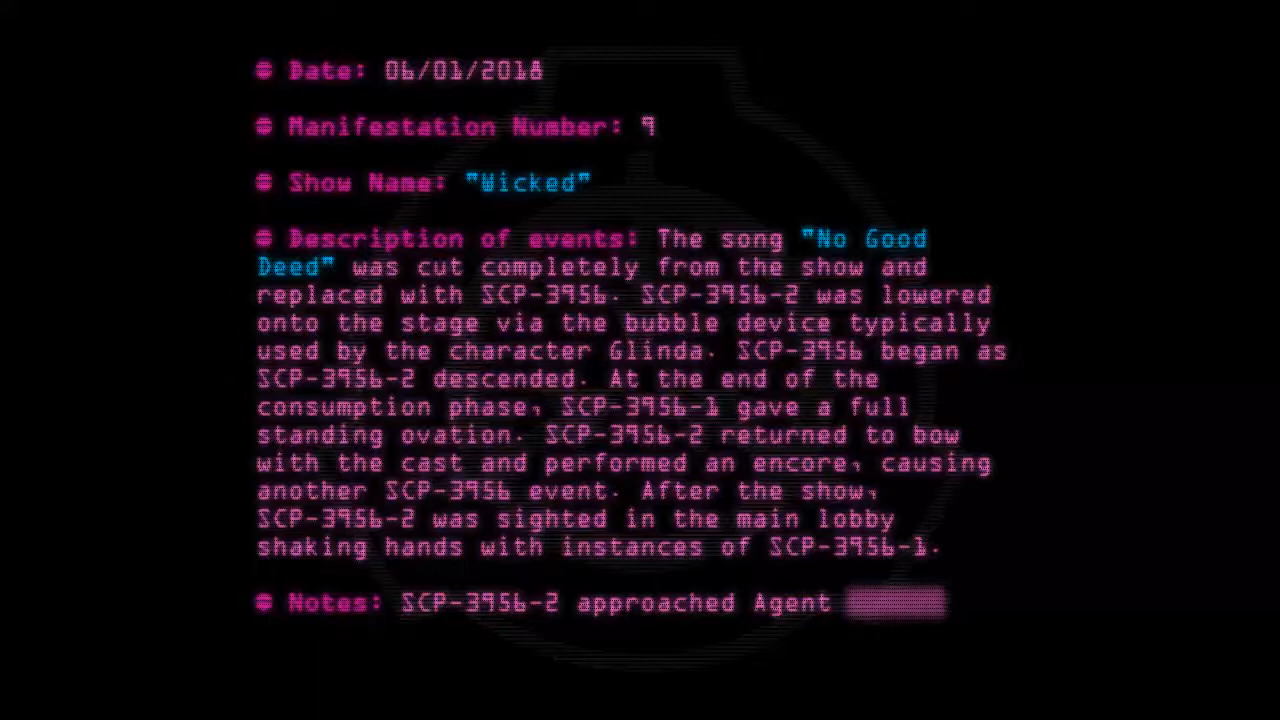 Date: 06/01/2018
Manifestation Number: 9
Show Name: "Wicked"
Description of events: The song "No Good
Deed" was cut completely from the show and
replaced with SCP-3956. SCP-3956-2 was lowered
onto the stage via the bubble device typically
used by the character Glinda. SCP-3956 began as
SCP-3956-2 descended. At the end of the
consumption phase, SCP-3956-1 gave a full
standing ovation. SCP-3956-2 returned to bow
with the cast and performed an encore, causing
another SCP-3956 event. After the show,
SCP-3956-2 was sighted in the main lobby
shaking hands with instances of SCP-3956-1.
Notes: SCP-3956-2 approached Agent